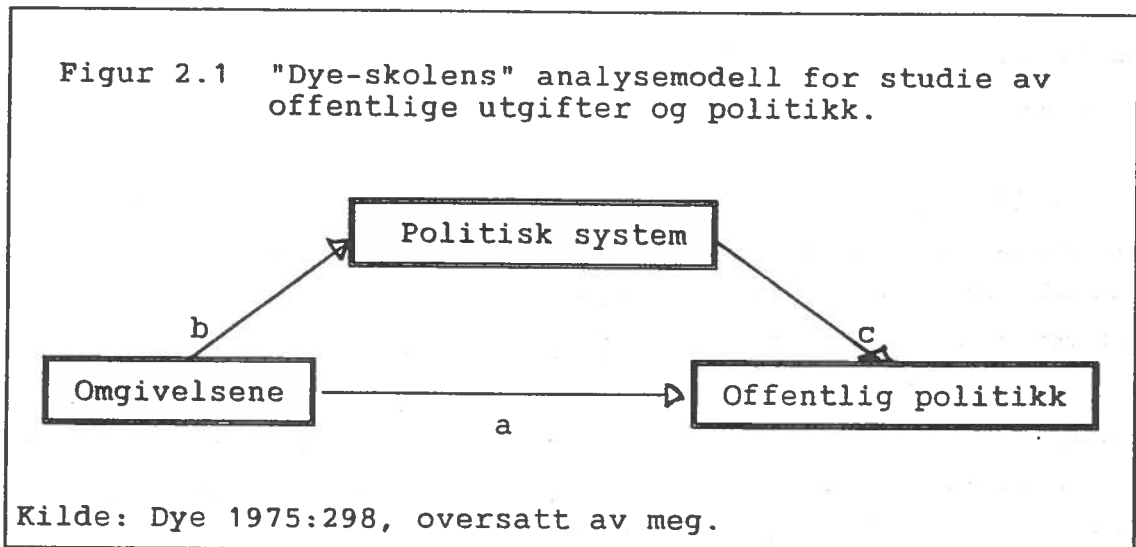 Figur 2.1 "Dye-skolens" analysemodell for studie av
offentlige utgifter og politikk.
Politisk system
b
c
Omgivelsene
Offentlig politikk
a
Kilde: Dye 1975:298, oversatt av meg.